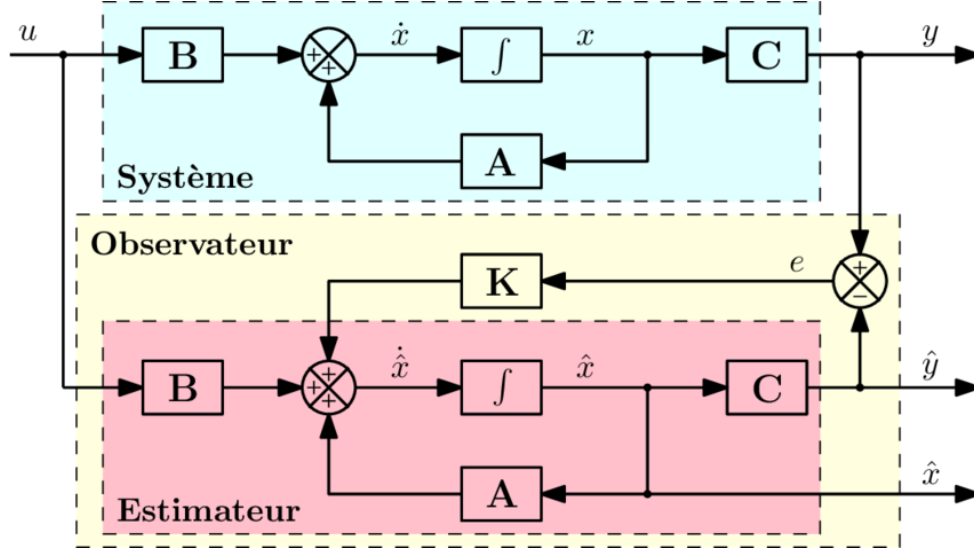 u
B
+
+
ẋ
∫
x
C
y
A
Système
Observateur
K
e
+
−
B
+
+
+
x̂̇
∫
x̂
C
ŷ
A
x̂
Estimateur